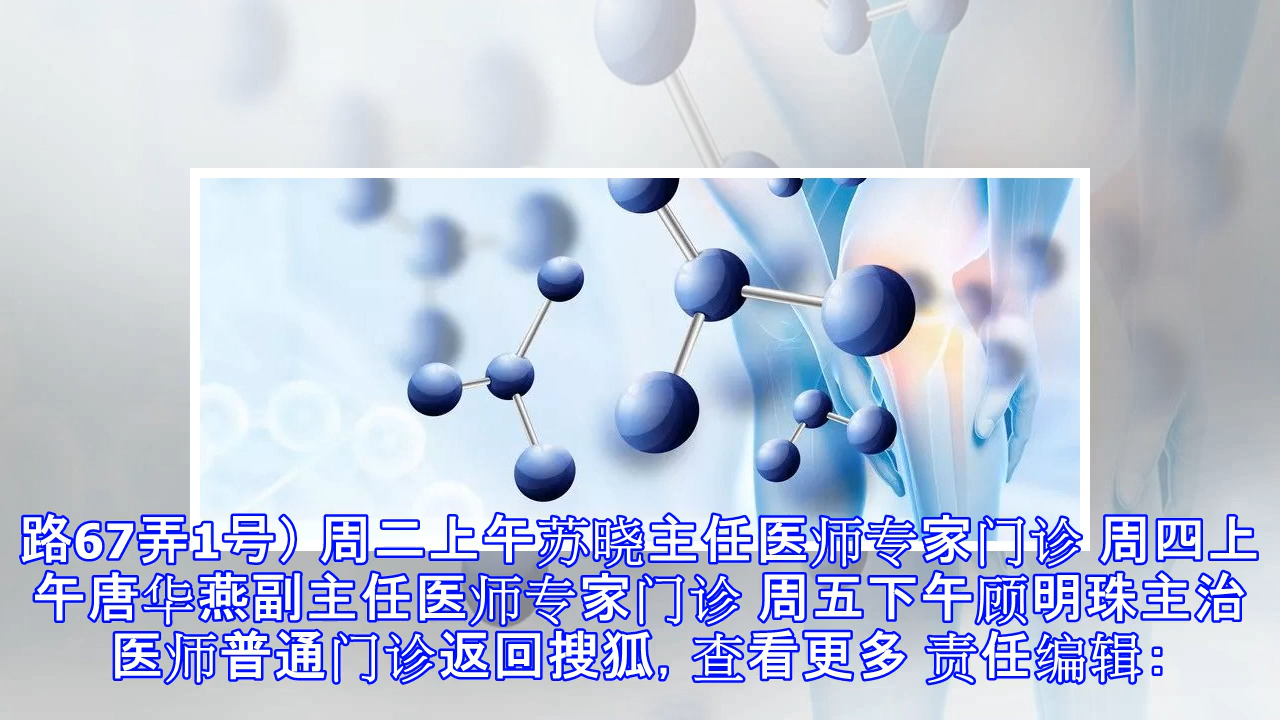 路67弄1号）周二上午苏晓主任医师专家门诊 周四上
午唐华燕副主任医师专家门诊 周五下午顾明珠主治
医师普通门诊返回搜狐，查看更多 责任编辑：